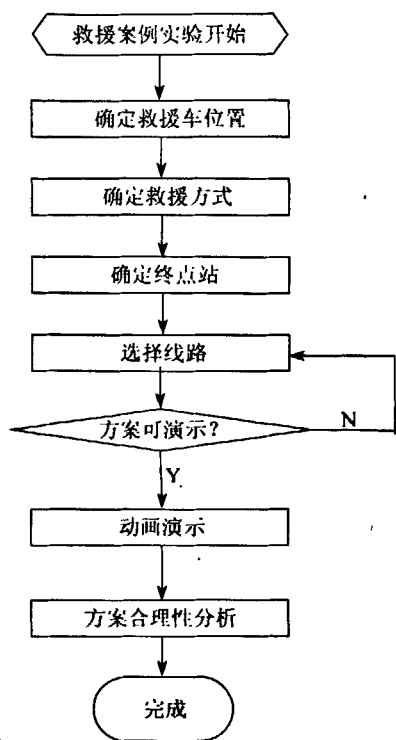 救援案例实验开始
确定救援车位置
确定救援方式
确定终点站
选择线路
方案可演示？
N
Y
动画演示
方案合理性分析
完成